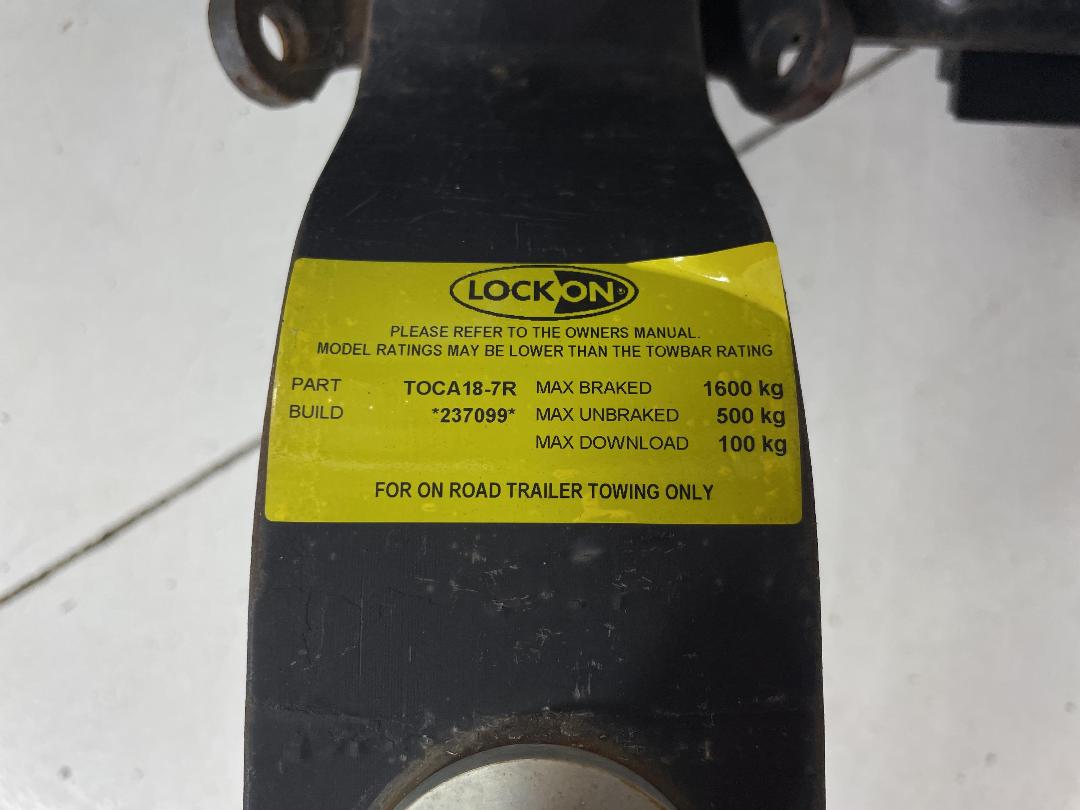 LOCKON®
PLEASE REFER TO THE OWNERS MANUAL.
MODEL RATINGS MAY BE LOWER THAN THE TOWBAR RATING
PART TOCA18-7R MAX BRAKED 1600 kg
BUILD *237099* MAX UNBRAKED 500 kg
MAX DOWNLOAD 100 kg
FOR ON ROAD TRAILER TOWING ONLY